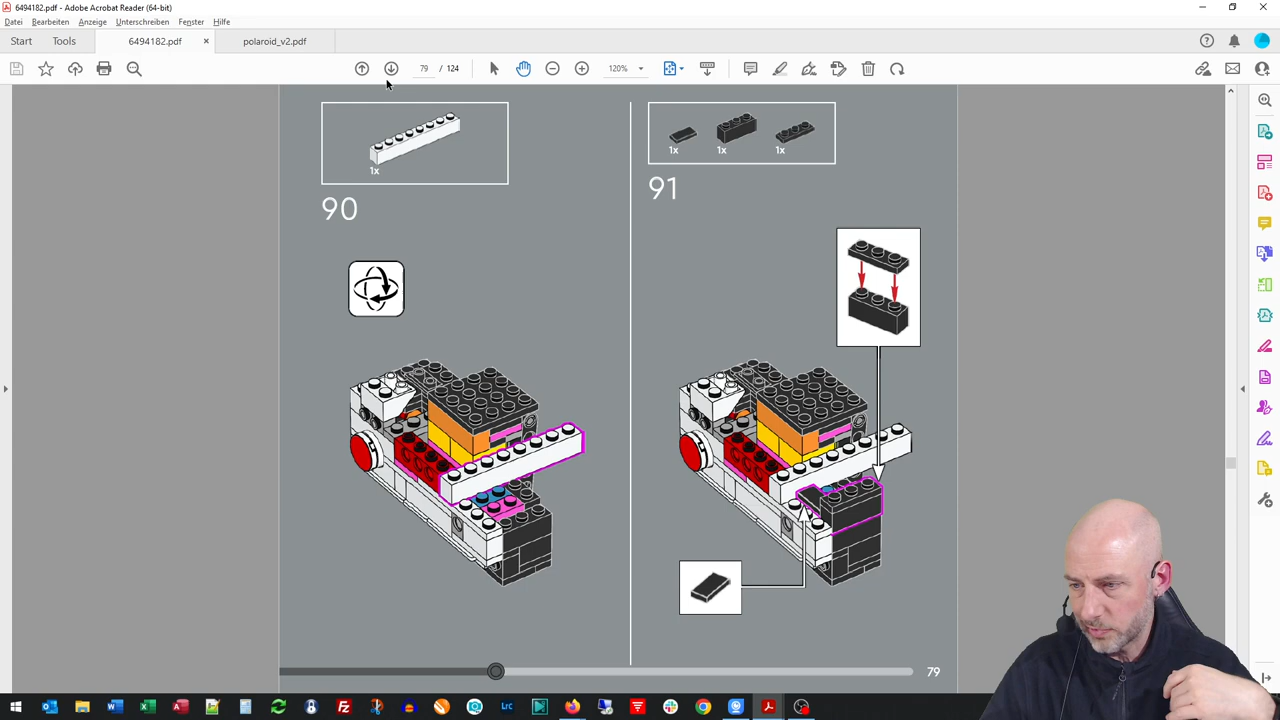 6494182.pdf - Adobe Acrobat Reader (64-bit)
Datei Bearbeiten Anzeige Unterschreiben Fenster Hilfe
Start Tools 6494182.pdf × polaroid_v2.pdf
79 / 124 120%
1x
90
1x 1x 1x
91
79
Lrc